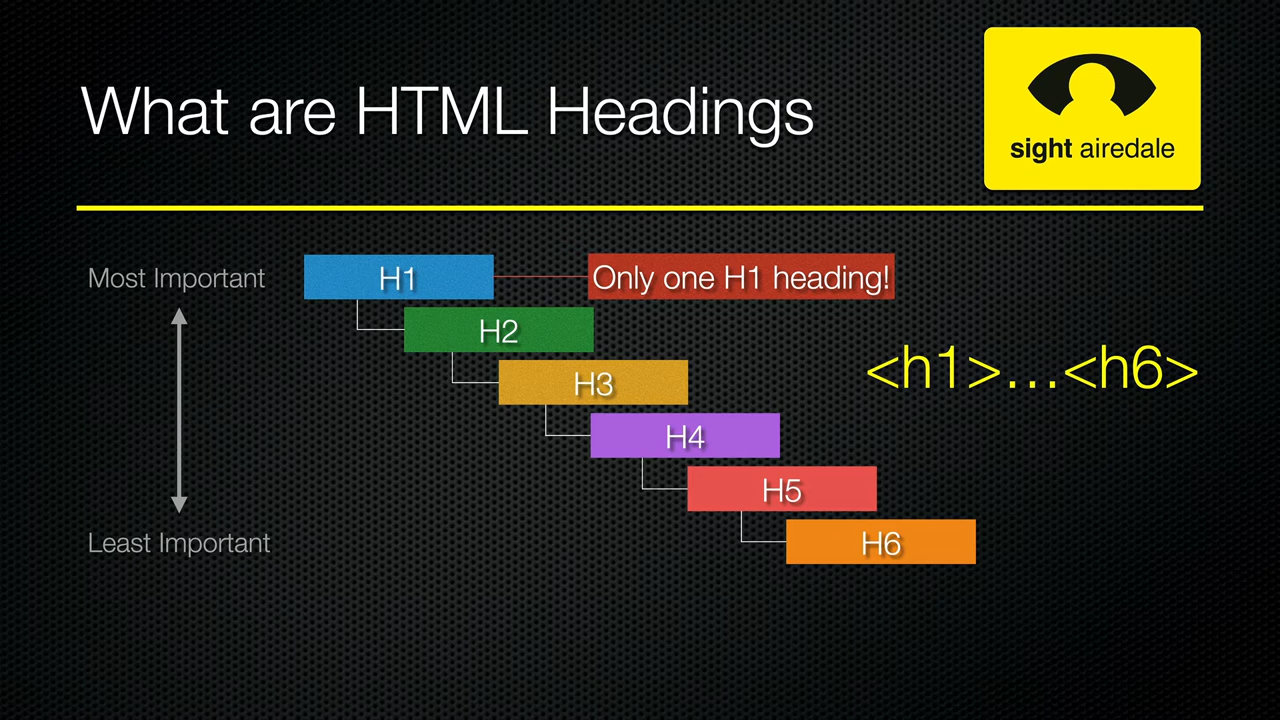 What are HTML Headings
sight airedale
Most Important
H1
Only one H1 heading!
H2
<h1>...<h6>
H3
H4
H5
Least Important
H6